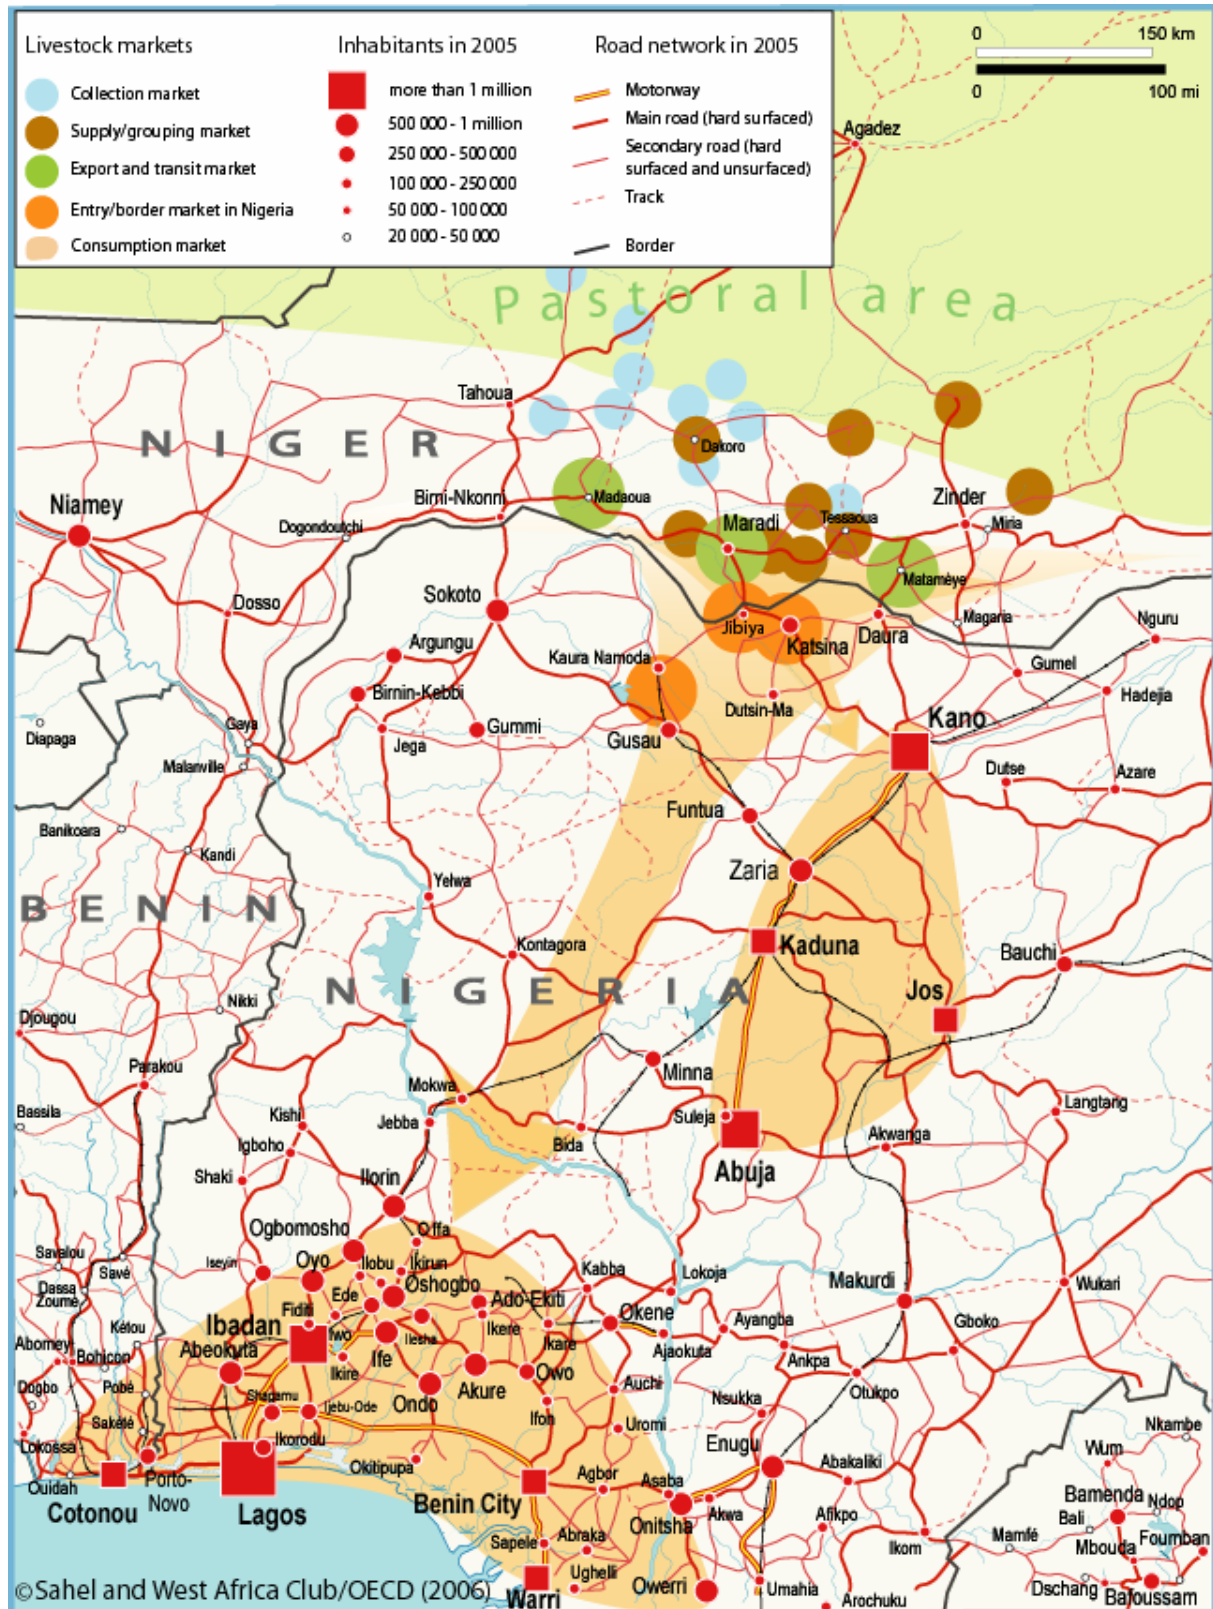 Livestock markets
Collection market
Supply/grouping market
Export and transit market
Entry/border market in Nigeria
Consumption market
Inhabitants in 2005
more than 1 million
500 000 - 1 million
250 000 - 500 000
100 000 - 250 000
50 000 - 100 000
20 000 - 50 000
Road network in 2005
Motorway
Main road (hard surfaced)
Secondary road (hard
surfaced and unsurfaced)
Track
Border
0 150 km
0 100 mi
Agadez
Pastoral area
Tahoua
Dakoro
NIGER
Niamey
Birni-Nkonni
Madaoua
Dogondoutchi
Maradi
Tessaoua
Zinder
Miria
Matamèye
Dosso
Sokoto
Jibiya
Katsina
Daura
Magaria
Nguru
Argungu
Kaura Namoda
Gumel
Birnin-Kebbi
Dutsin-Ma
Hadejia
Diapaga
Gaya
Gummi
Gusau
Kano
Jega
Malanville
Dutse
Azare
Banikoara
Funtua
Kandi
Zaria
Yelwa
BENIN
Kontagora
Kaduna
Bauchi
NIGERIA
Jos
Nikki
Djougou
Parakou
Minna
Mokwa
Bassila
Kishi
Jebba
Suleja
Langtang
Igboho
Bida
Akwanga
Shaki
Abuja
Ilorin
Ogbomosho
Offa
Savalou
Savé
Iseyin
Oyo
Ilobu
Ikirun
Dassa
Zoumé
Ede
Oshogbo
Kabba
Lokoja
Makurdi
Wukari
Fiditi
Ado-Ekiti
Ibadan
Iwo
Ilesha
Ikere
Okene
Ayangba
Gboko
Kétou
Abomey
Bohicon
Abeokuta
Ikire
Ife
Ikare
Ajaokuta
Ankpa
Dogbo
Pobé
Akure
Owo
Auchi
Otukpo
Shagamu
Ijebu-Ode
Ondo
Ifon
Nsukka
Sakété
Uromi
Nkambe
Lokossa
Ikorodu
Enugu
Wum
Okitipupa
Abakaliki
Ouidah
Porto-
Novo
Agbor
Asaba
Bamenda
Ndop
Cotonou
Lagos
Benin City
Onitsha
Akwa
Afikpo
Bali
Sapele
Abraka
Ikom
Mamfé
Mbouda
Foumban
Ughelli
©Sahel and West Africa Club/OECD (2006)
Warri
Owerri
Umahia
Arochuku
Dschang
Bafoussam